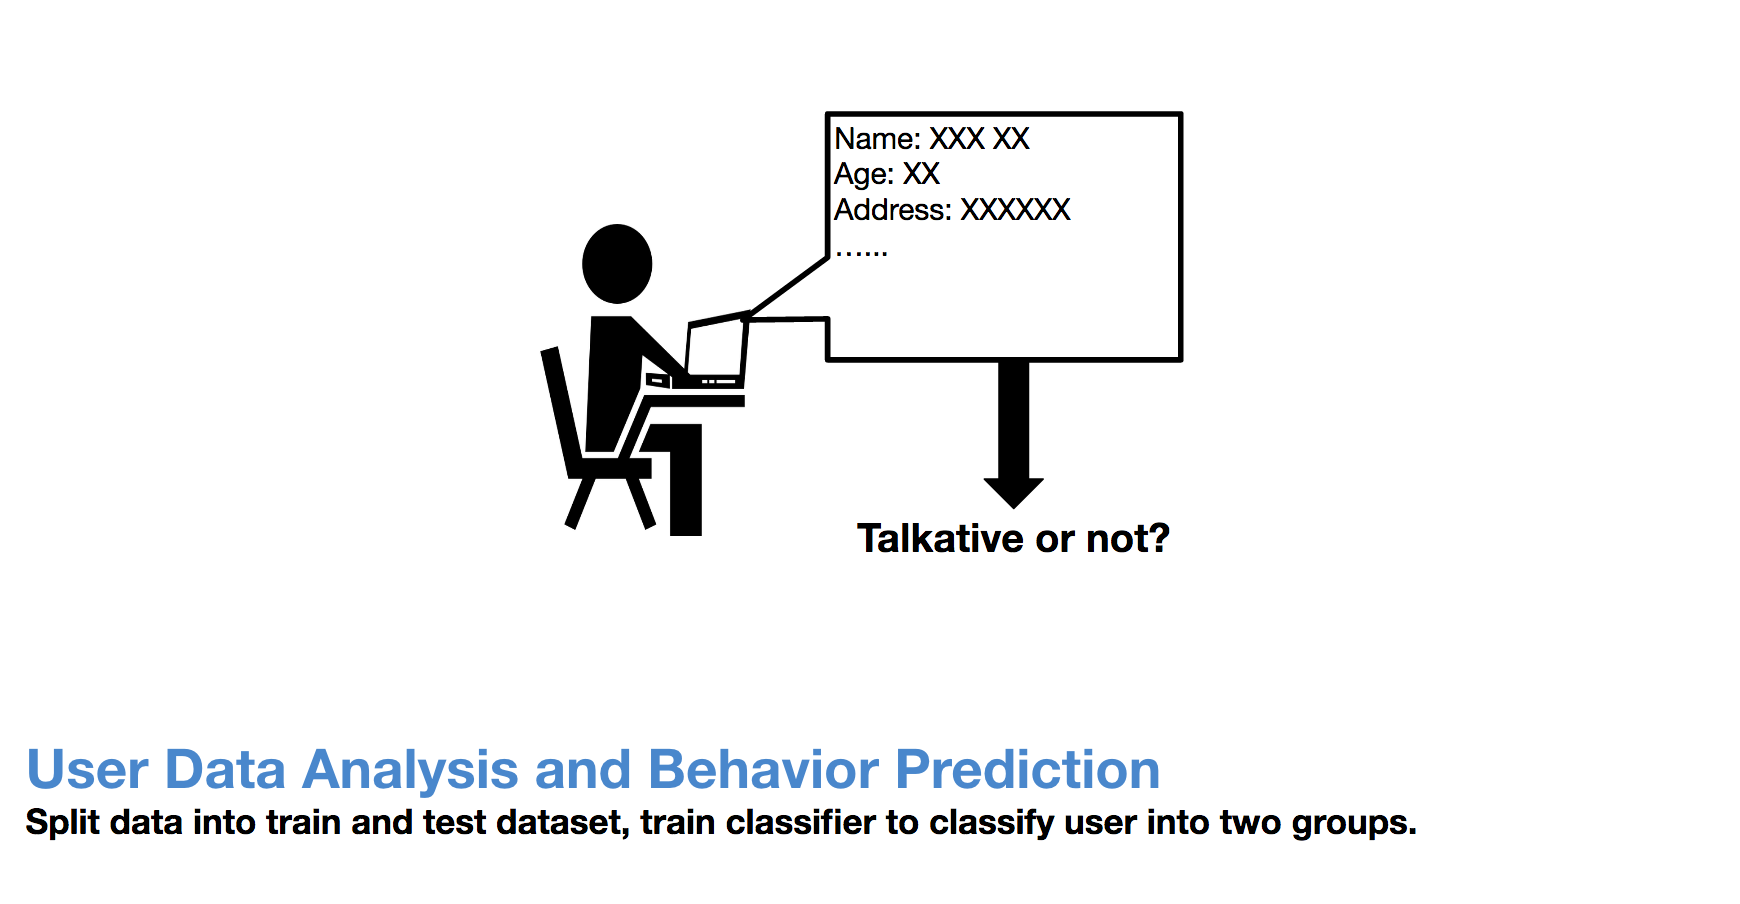 Name: XXX XX
Age: XX
Address: XXXXXX
......
Talkative or not?
User Data Analysis and Behavior Prediction
Split data into train and test dataset, train classifier to classify user into two groups.